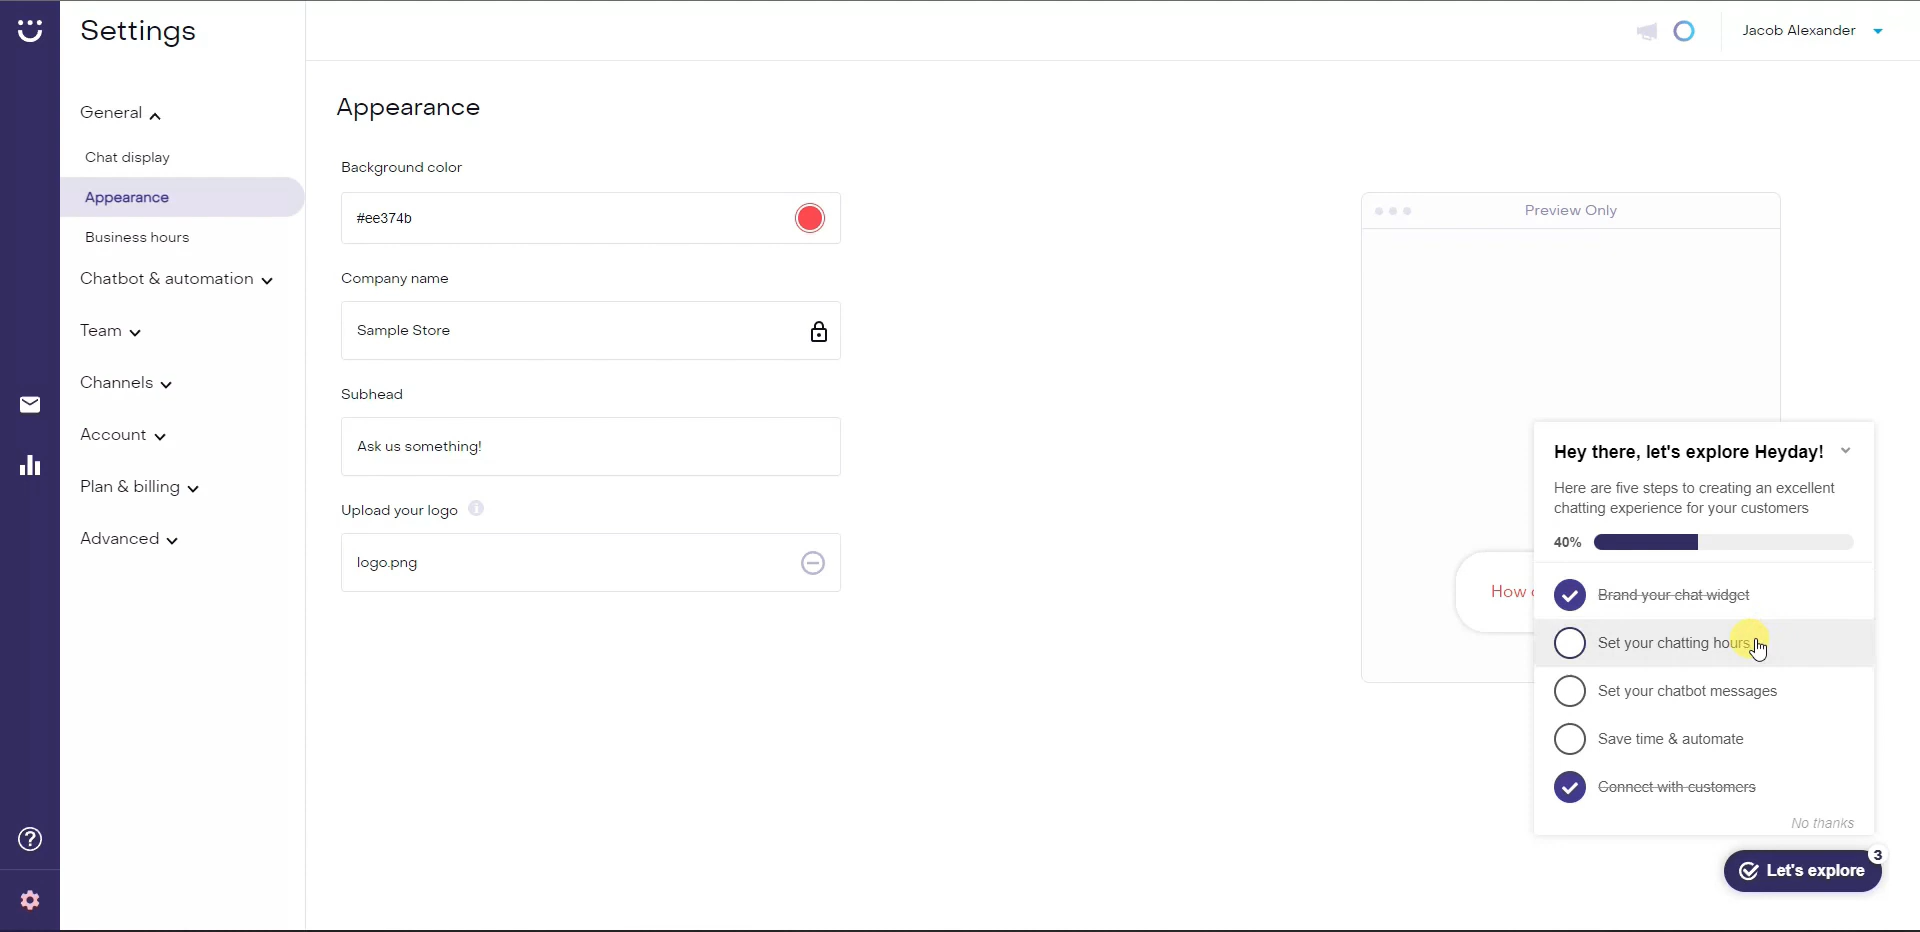 Settings
Jacob Alexander
General
Chat display
Appearance
Business hours
Chatbot & automation
Team
Channels
Account
Plan & billing
Advanced
Appearance
Background color
#ee374b
Company name
Sample Store
Subhead
Ask us something!
Upload your logo
logo.png
Preview Only
How
Hey there, let's explore Heyday!
Here are five steps to creating an excellent
chatting experience for your customers
40%
Brand your chat widget
Set your chatting hours
Set your chatbot messages
Save time & automate
Connect with customers
No thanks
3
Let's explore